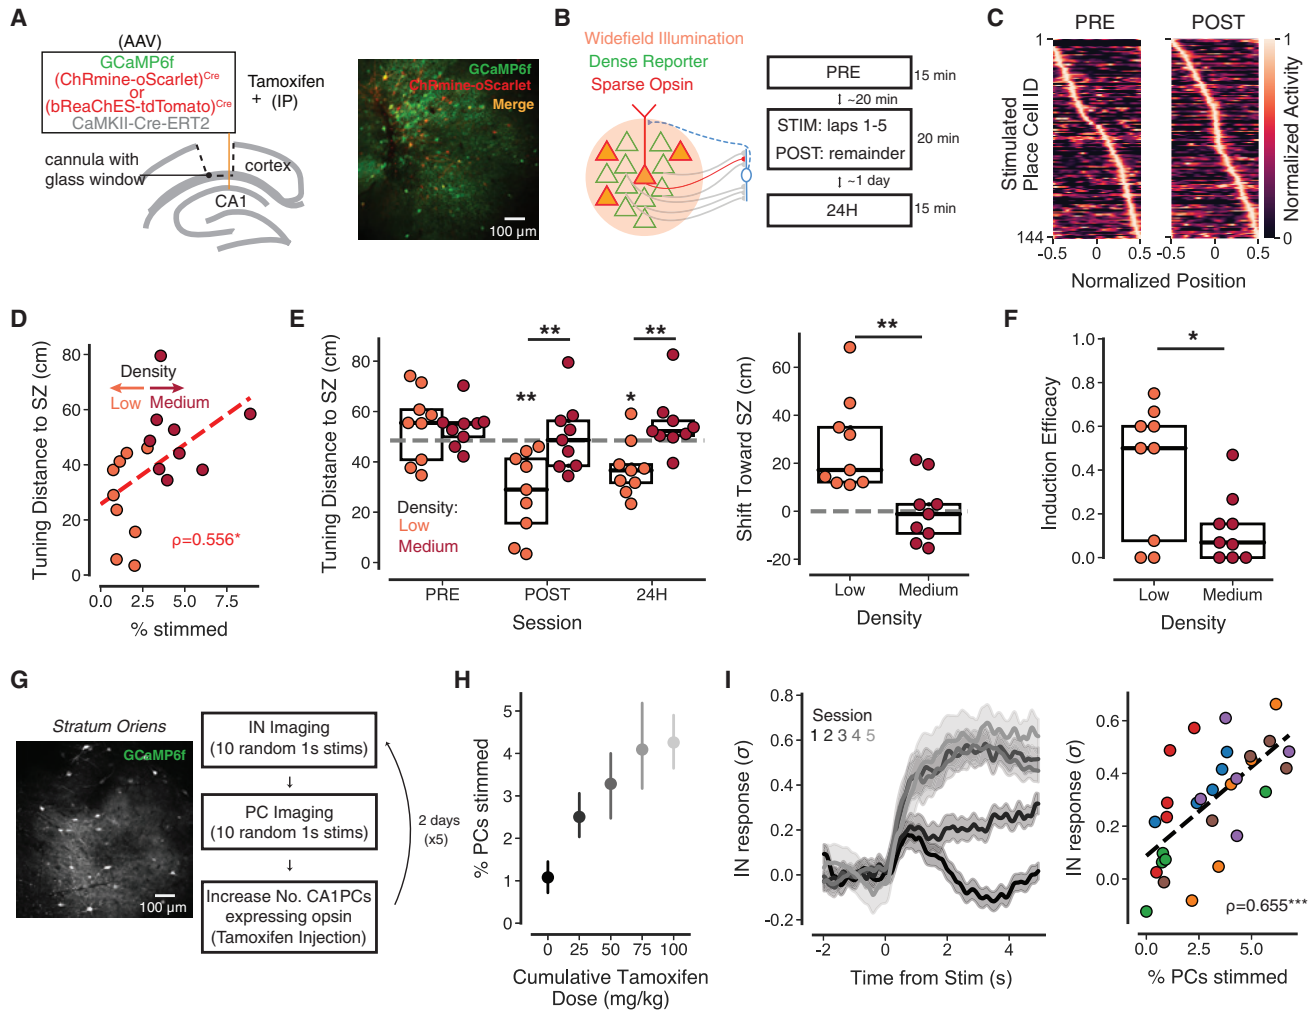 A
(AAV)
GCaMP6f
(ChRmine-oScarlet)Cre
or
(bReaChES-tdTomato)Cre
CaMKII-Cre-ERT2
Tamoxifen
+ (IP)
cannula with
glass window
cortex
CA1
GCaMP6f
ChRmine-oScarlet
Merge
100 µm
B
Widefield Illumination
Dense Reporter
Sparse Opsin
PRE
15 min
~20 min
STIM: laps 1-5
POST: remainder
20 min
~1 day
24H
15 min
C
PRE
POST
Stimulated
Place Cell ID
1
144
-0.5 0 0.5
-0.5 0 0.5
Normalized Position
1
0
Normalized Activity
D
Tuning Distance to SZ (cm)
80
60
40
20
0
Density
Low
Medium
ρ=0.556*
0.0 2.5 5.0 7.5
% stimmed
E
Tuning Distance to SZ (cm)
80
60
40
20
0
**
**
**
*
Density:
Low
Medium
PRE POST 24H
Session
Shift Toward SZ (cm)
60
40
20
0
-20
**
Low Medium
Density
F
Induction Efficacy
1.0
0.8
0.6
0.4
0.2
0.0
*
Low Medium
Density
G
Stratum Oriens
GCaMP6f
100 µm
IN Imaging
(10 random 1s stims)
↓
PC Imaging
(10 random 1s stims)
↓
Increase No. CA1PCs
expressing opsin
(Tamoxifen Injection)
2 days
(x5)
H
% PCs stimmed
5
4
3
2
1
0
0 25 50 75 100
Cumulative Tamoxifen
Dose (mg/kg)
I
IN response (σ)
0.8
0.6
0.4
0.2
0.0
-0.2
Session
1 2 3 4 5
-2 0 2 4
Time from Stim (s)
IN response (σ)
0.6
0.4
0.2
0.0
ρ=0.655***
0.0 2.5 5.0
% PCs stimmed